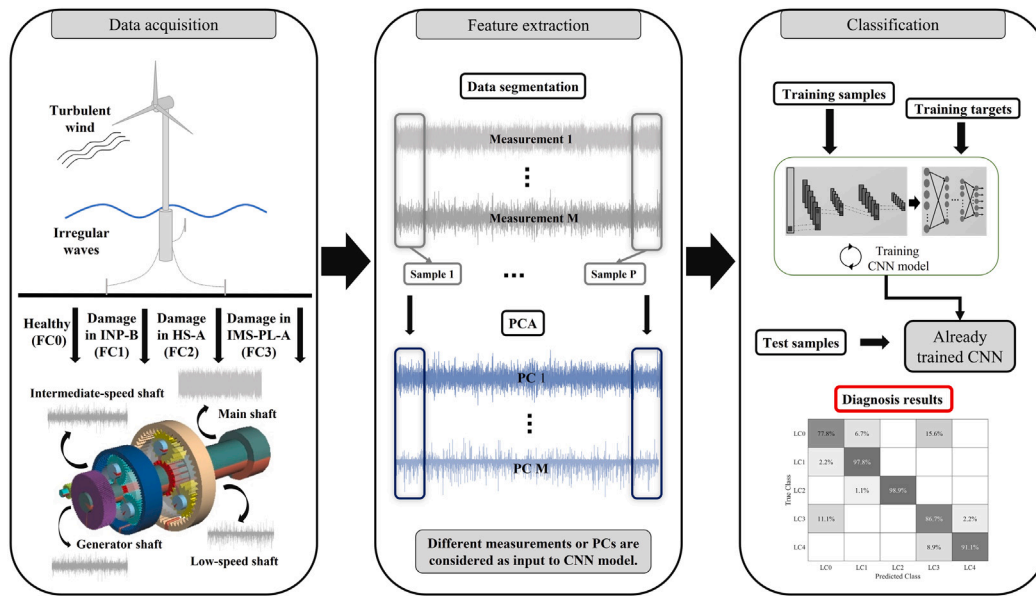 Data acquisition
Turbulent
wind
Irregular
waves
Healthy
(FC0)
Damage
in INP-B
(FC1)
Damage
in HS-A
(FC2)
Damage in
IMS-PL-A
(FC3)
Intermediate-speed shaft
Main shaft
Generator shaft
Low-speed shaft
Feature extraction
Data segmentation
Measurement 1
Measurement M
Sample 1
...
Sample P
PCA
PC 1
PC M
Different measurements or PCs are
considered as input to CNN model.
Classification
Training samples
Training targets
Training
CNN model
Test samples
Already
trained CNN
Diagnosis results
True Class
LC0 77.8% 6.7% 15.6%
LC1 2.2% 97.8%
LC2 1.1% 98.9%
LC3 11.1% 86.7% 2.2%
LC4 8.9% 91.1%
LC0 LC1 LC2 LC3 LC4
Predicted Class